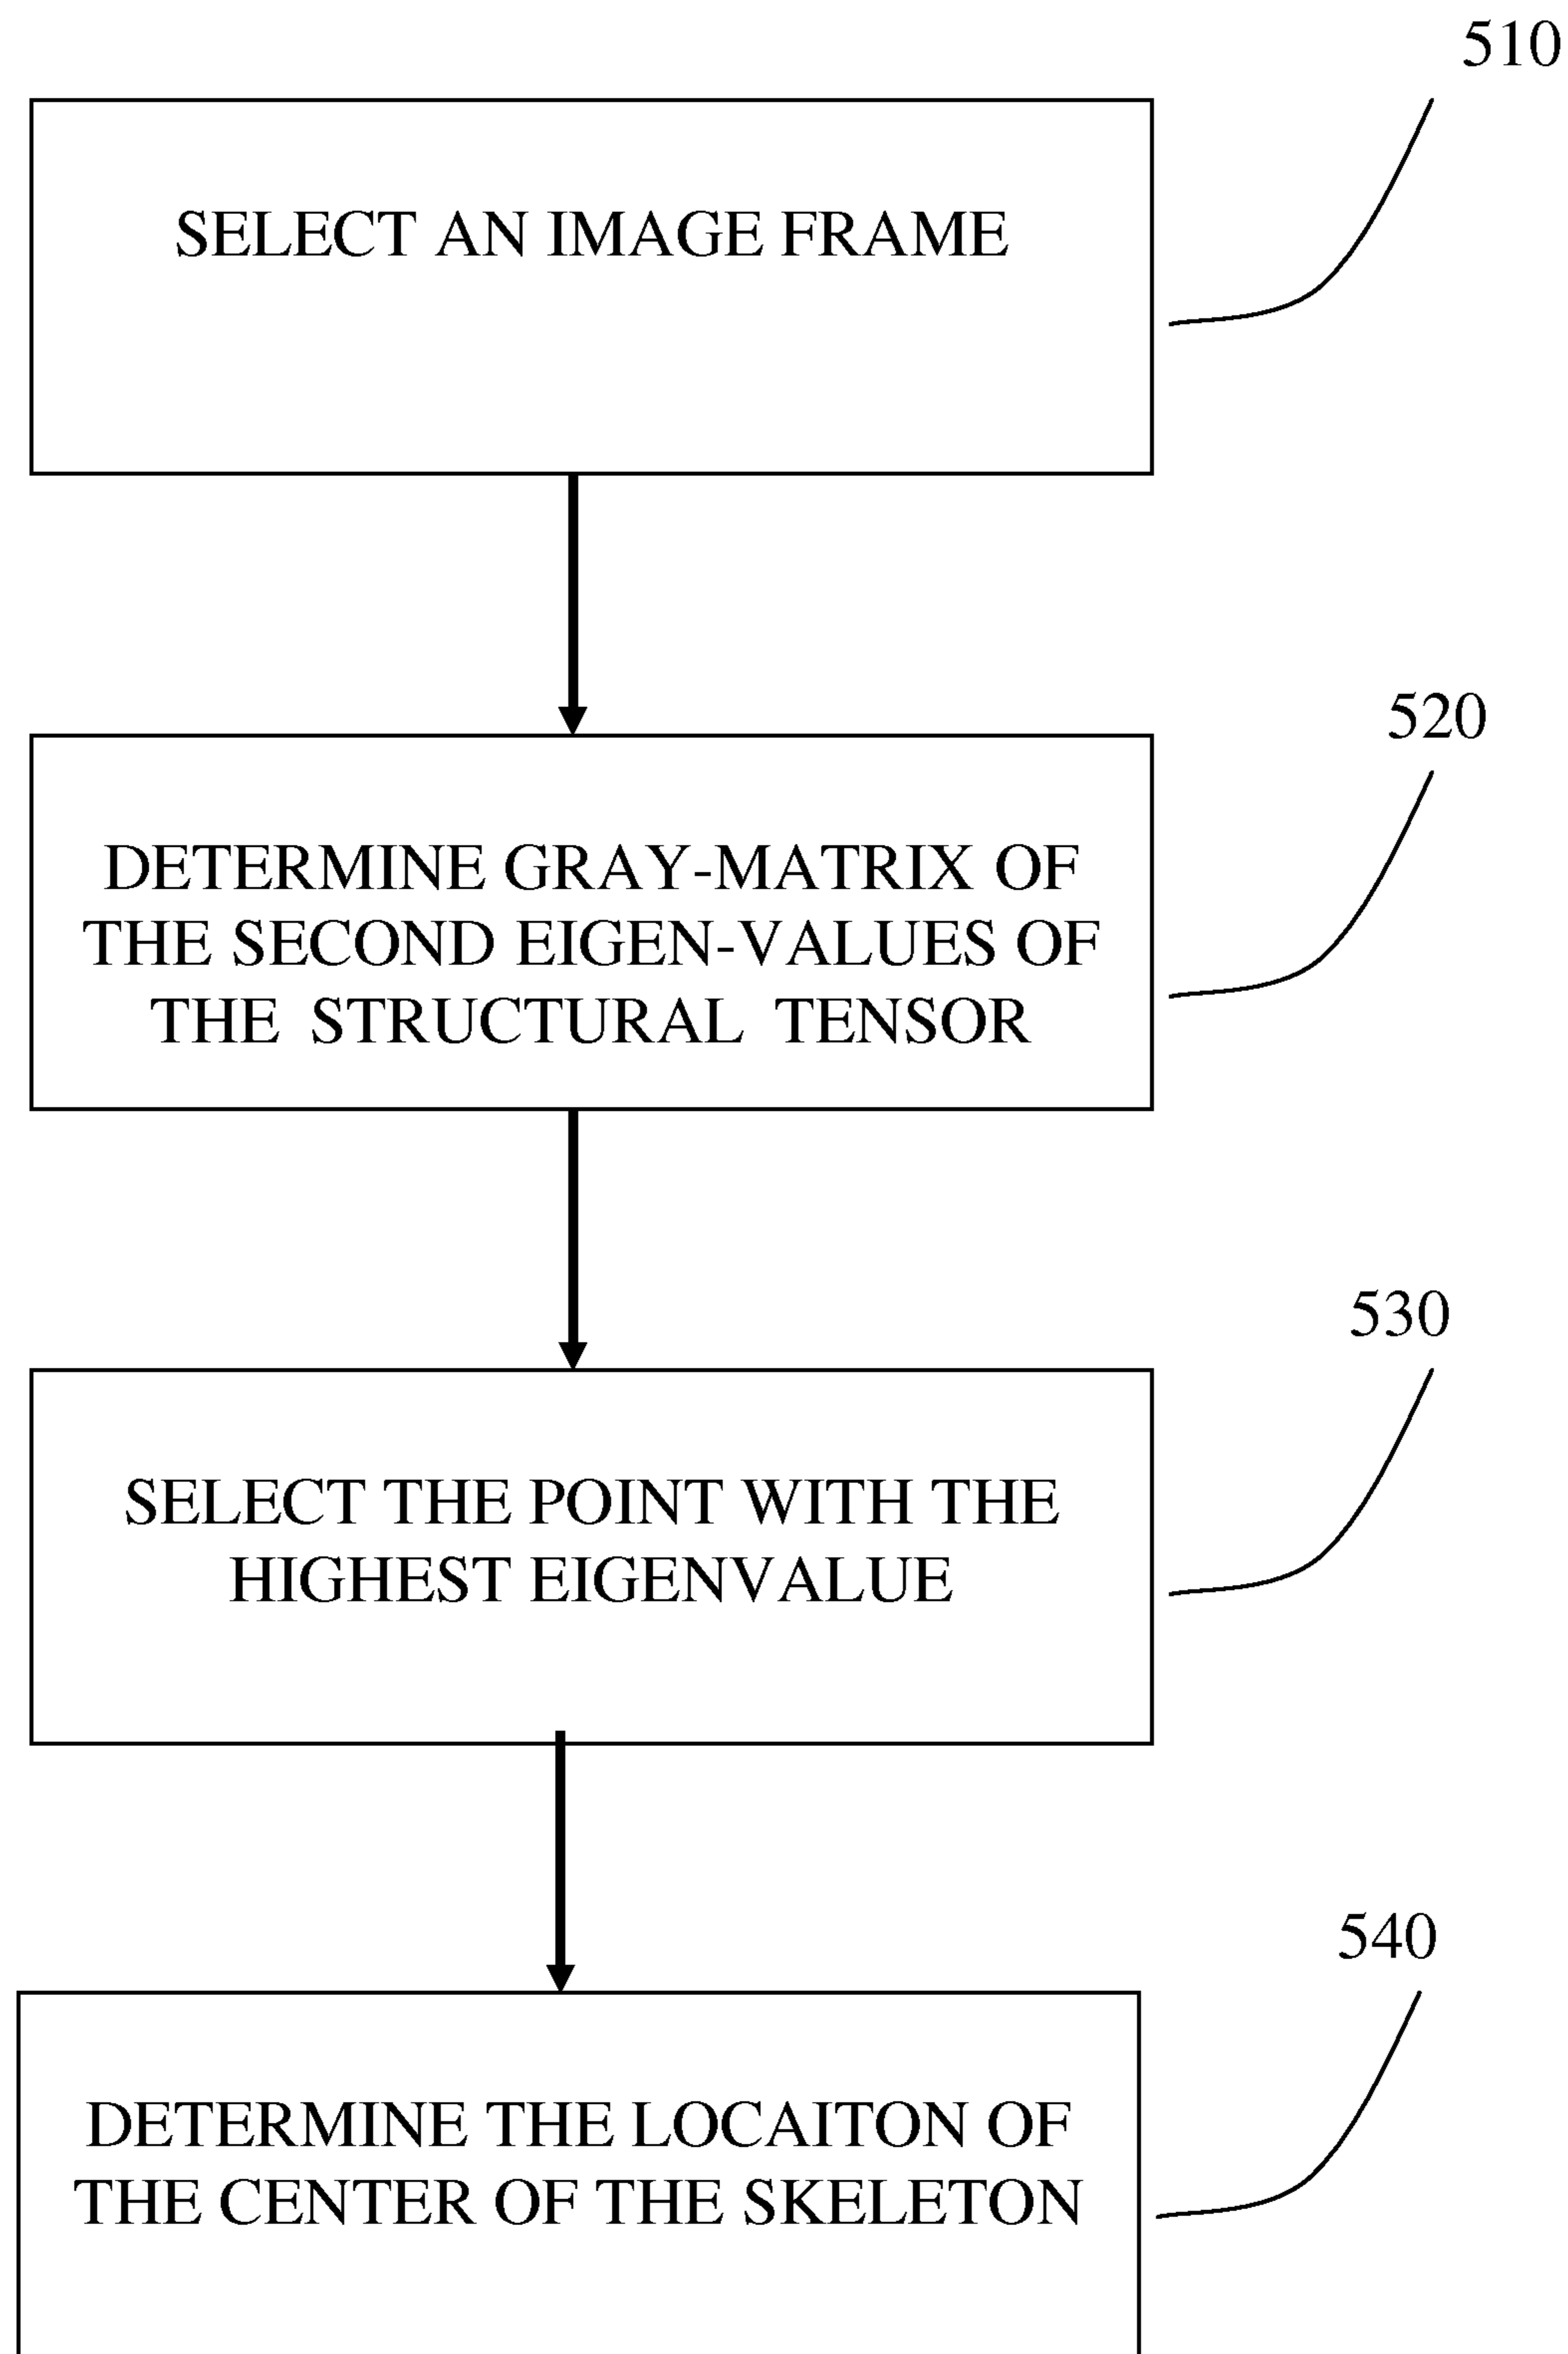 510
SELECT AN IMAGE FRAME
520
DETERMINE GRAY-MATRIX OF
THE SECOND EIGEN-VALUES OF
THE STRUCTURAL TENSOR
530
SELECT THE POINT WITH THE
HIGHEST EIGENVALUE
540
DETERMINE THE LOCAITON OF
THE CENTER OF THE SKELETON